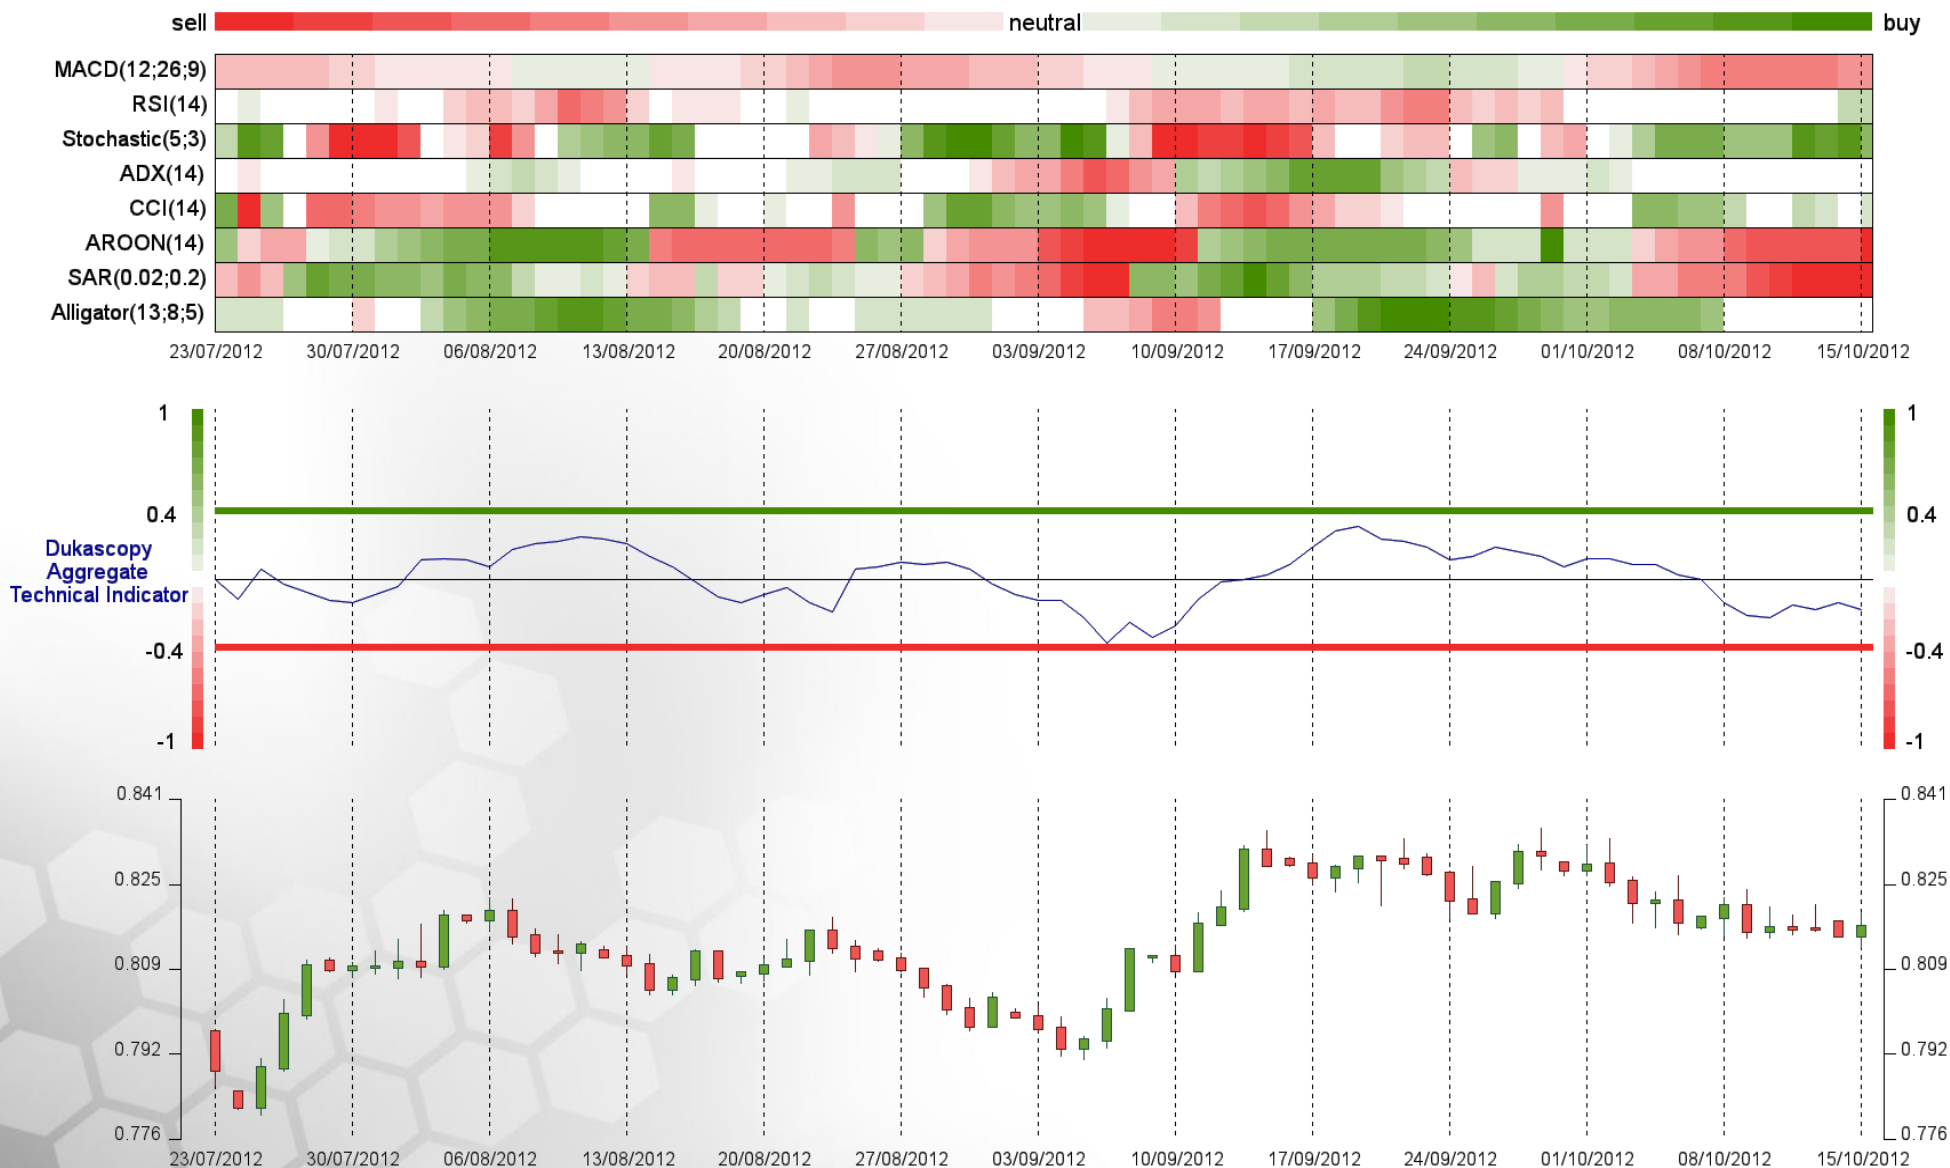 sell neutral buy
MACD(12;26;9)
RSI(14)
Stochastic(5;3)
ADX(14)
CCI(14)
AROON(14)
SAR(0.02;0.2)
Alligator(13;8;5)
23/07/2012 30/07/2012 06/08/2012 13/08/2012 20/08/2012 27/08/2012 03/09/2012 10/09/2012 17/09/2012 24/09/2012 01/10/2012 08/10/2012 15/10/2012
1 1
0.4 0.4
Dukascopy
Aggregate
Technical Indicator
-0.4 -0.4
-1 -1
0.841 0.841
0.825 0.825
0.809 0.809
0.792 0.792
0.776 0.776
23/07/2012 30/07/2012 06/08/2012 13/08/2012 20/08/2012 27/08/2012 03/09/2012 10/09/2012 17/09/2012 24/09/2012 01/10/2012 08/10/2012 15/10/2012